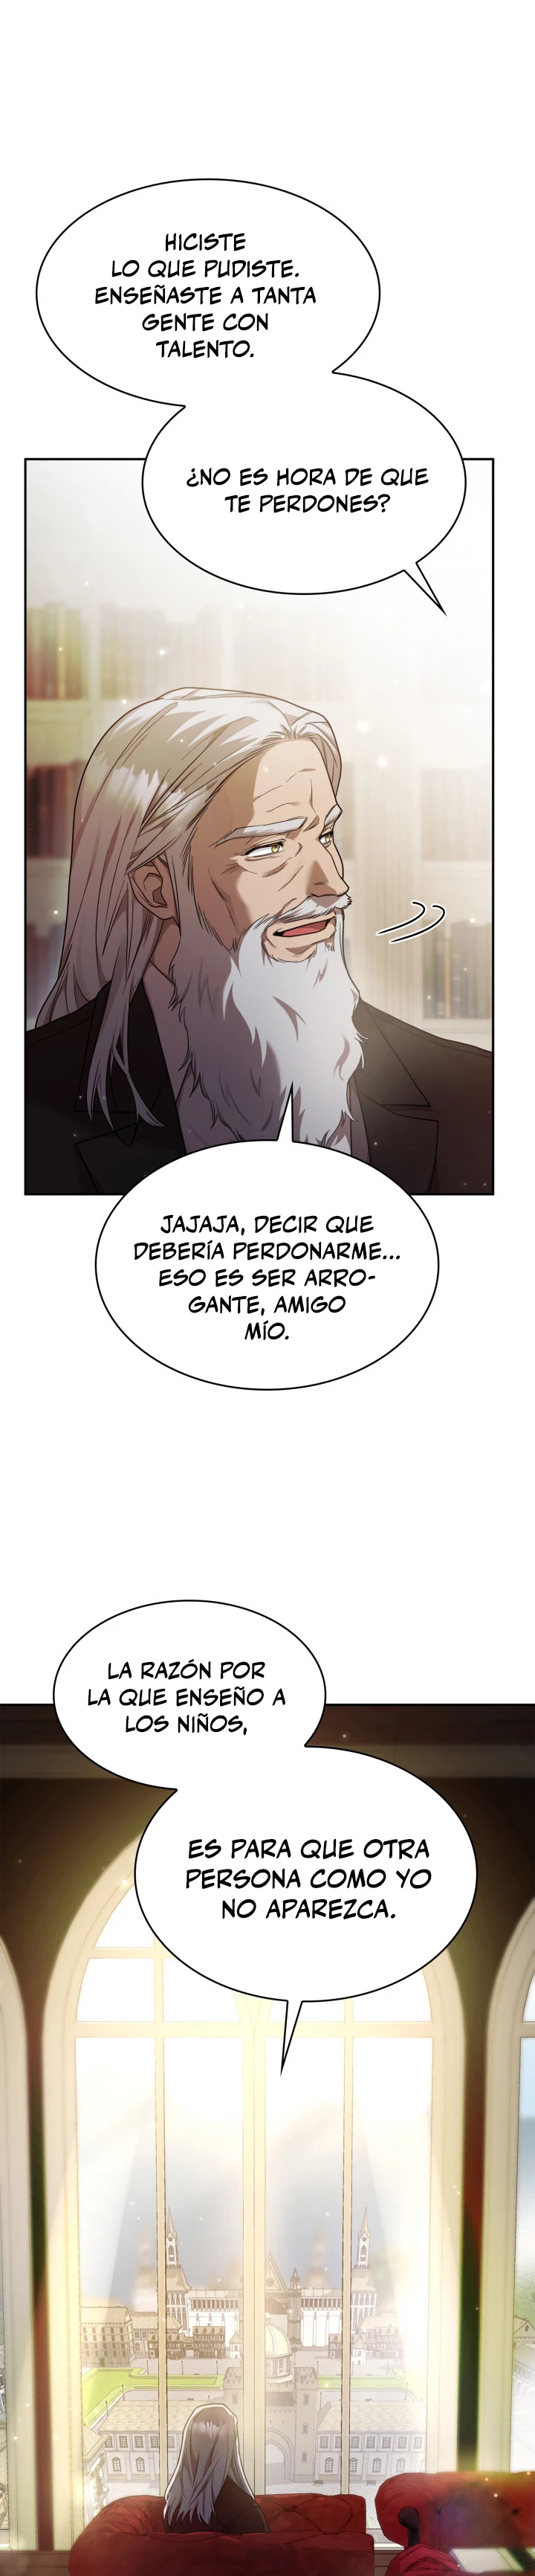 HICISTE
LO QUE PUDISTE.
ENSEÑASTE A TANTA
GENTE CON
TALENTO.
¿NO ES HORA DE QUE
TE PERDONES?
JAJAJA, DECIR QUE
DEBERÍA PERDONARME...
ESO ES SER ARRO-
GANTE, AMIGO
MÍO.
LA RAZÓN POR
LA QUE ENSEÑO A
LOS NIÑOS,
ES PARA QUE OTRA
PERSONA COMO YO
NO APAREZCA.